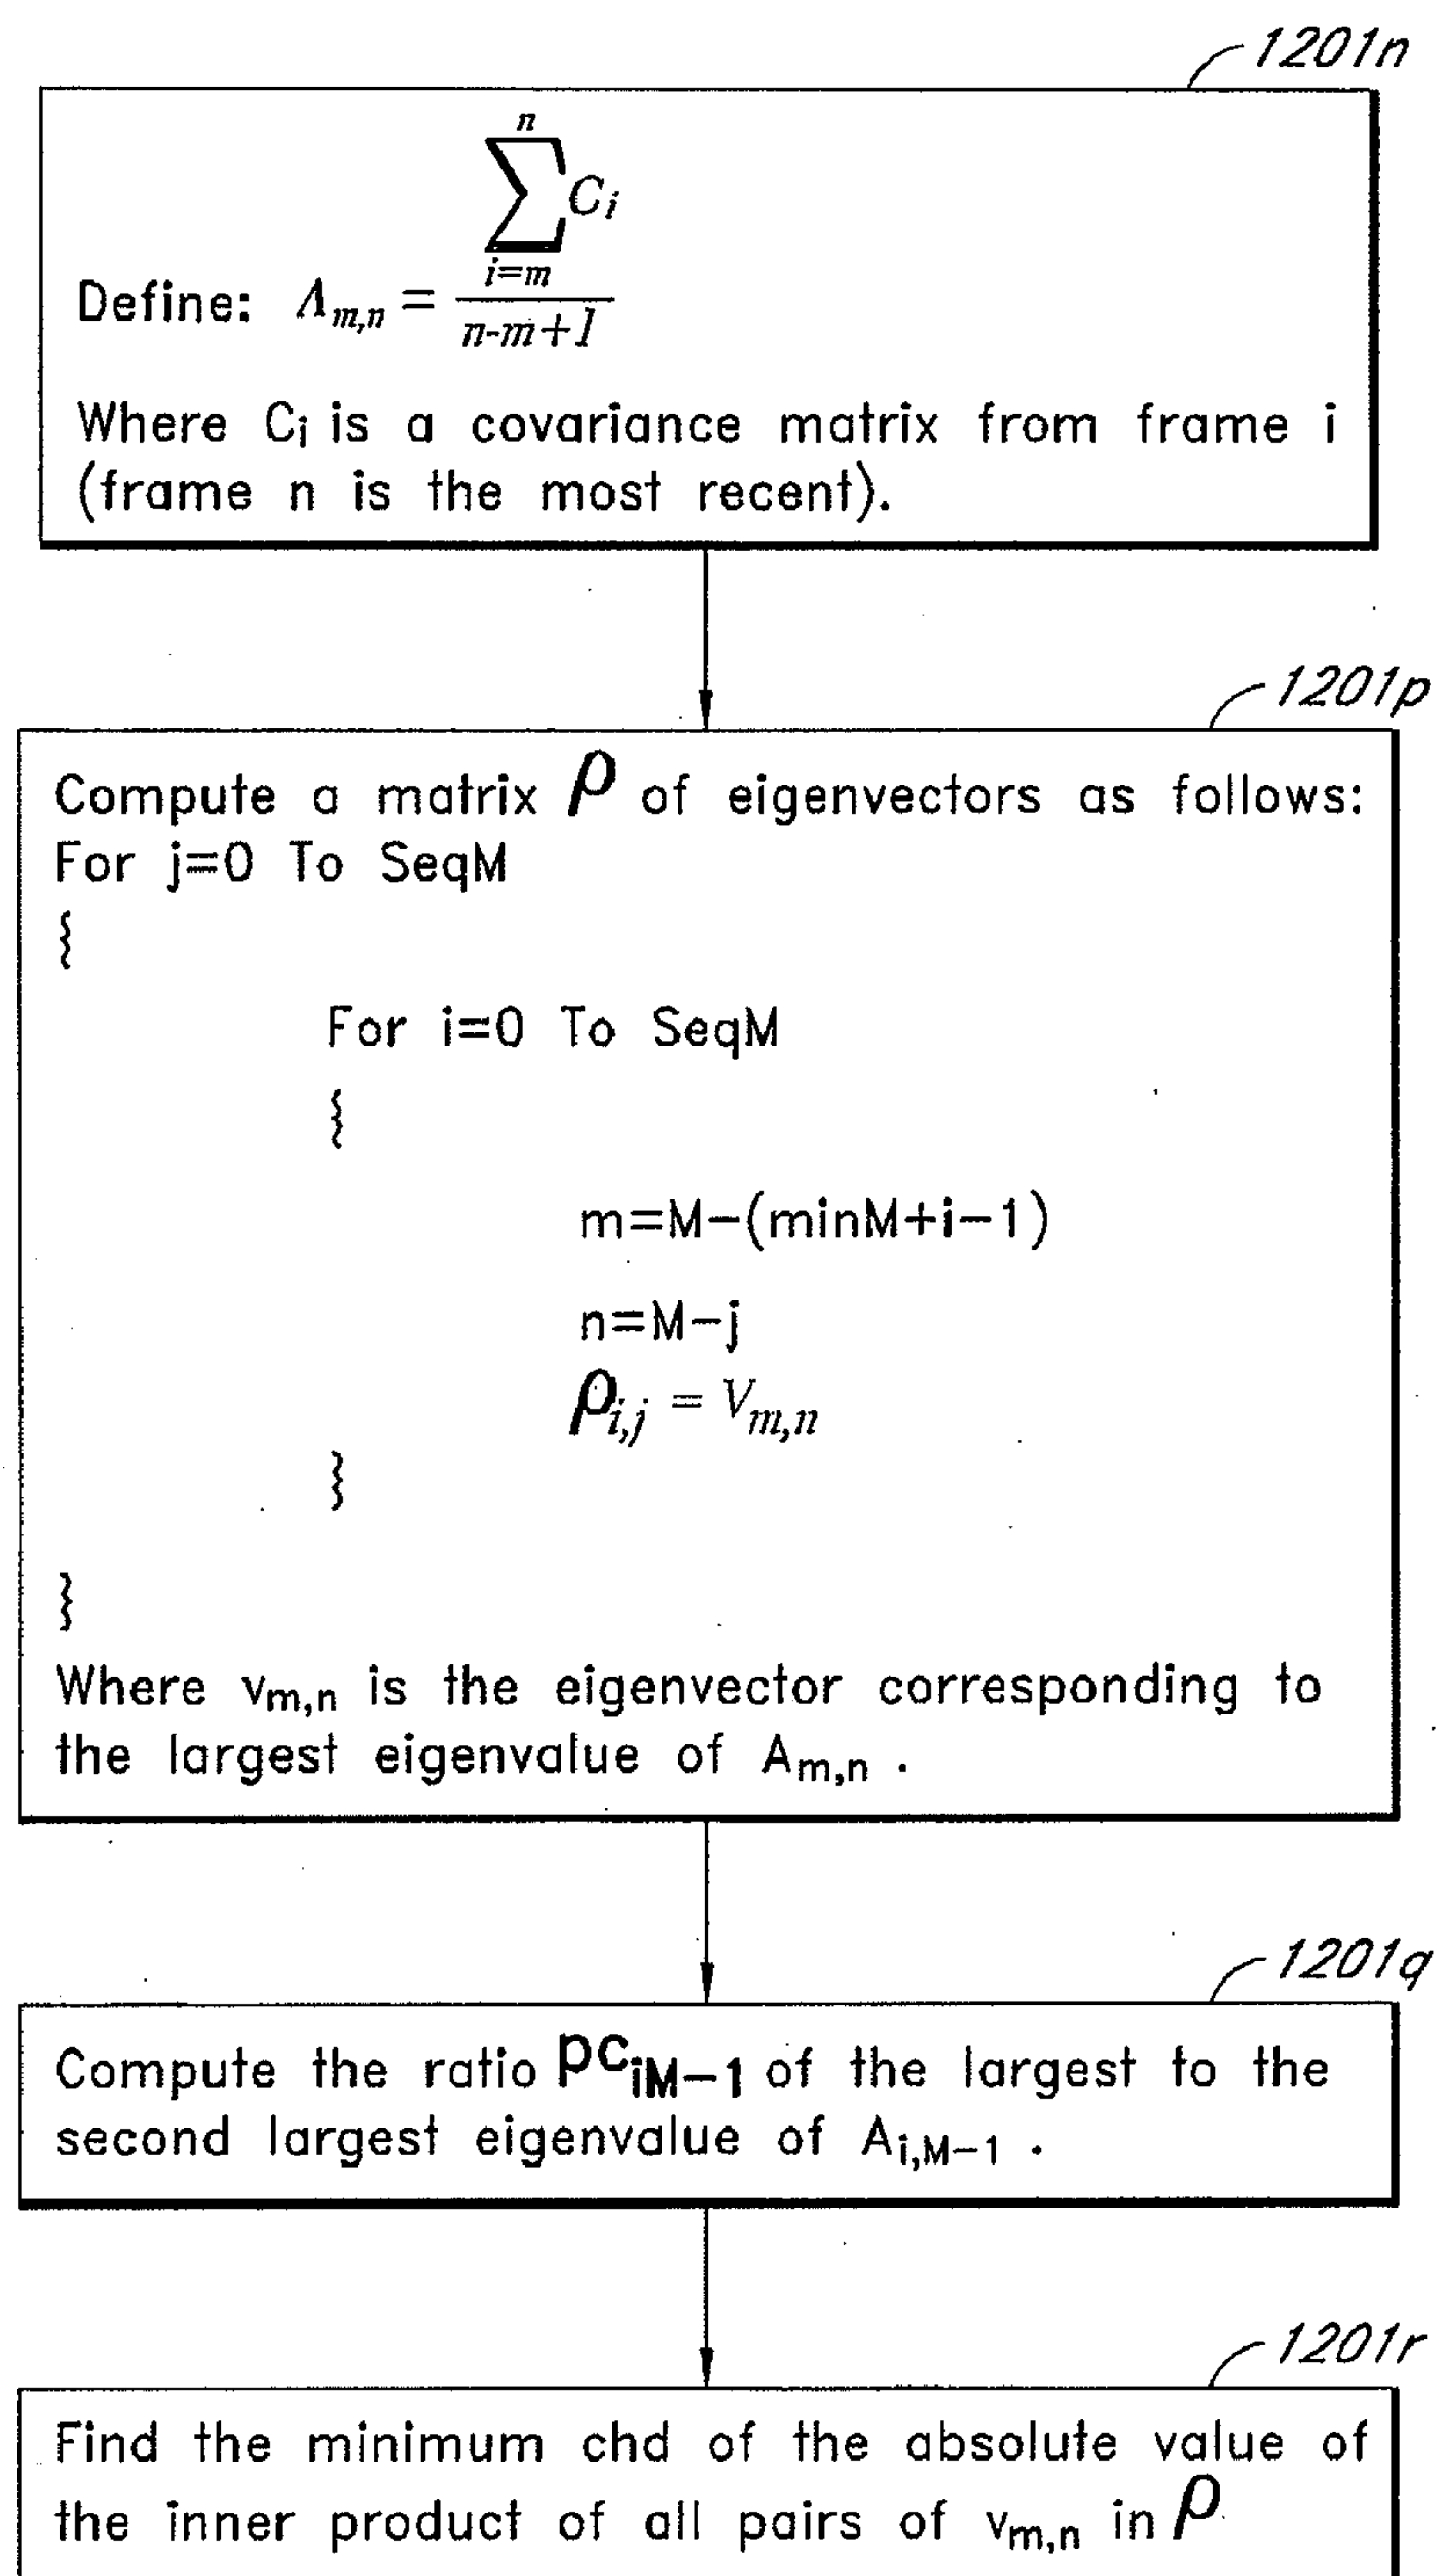 1201n
n
∑ Ci
i=m
Define: Λm,n =
n-m+1
Where Ci is a covariance matrix from frame i
(frame n is the most recent).
1201p
Compute a matrix ρ of eigenvectors as follows:
For j=0 To SeqM
{
For i=0 To SeqM
{
m=M-(minM+i-1)
n=M-j
ρi,j = Vm,n
}
}
Where vm,n is the eigenvector corresponding to
the largest eigenvalue of Am,n .
1201q
Compute the ratio pciM-1 of the largest to the
second largest eigenvalue of Ai,M-1 .
1201r
Find the minimum chd of the absolute value of
the inner product of all pairs of vm,n in ρ